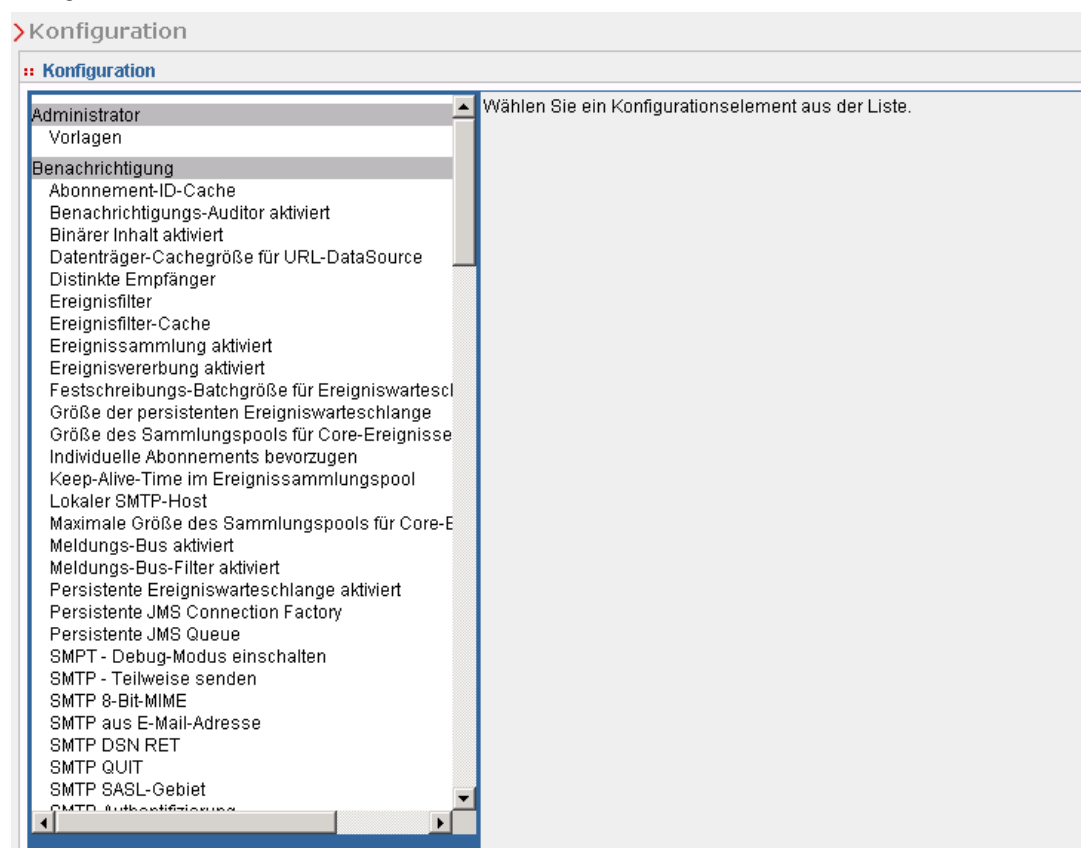 Konfiguration
Konfiguration
Administrator
Vorlagen
Benachrichtigung
Abonnement-ID-Cache
Benachrichtigungs-Auditor aktiviert
Binärer Inhalt aktiviert
Datenträger-Cachegröße für URL-DataSource
Distinkte Empfänger
Ereignisfilter
Ereignisfilter-Cache
Ereignissammlung aktiviert
Ereignisvererbung aktiviert
Festschreibungs-Batchgröße für Ereigniswartescl
Größe der persistenten Ereigniswarteschlange
Größe des Sammlungspools für Core-Ereignisse
Individuelle Abonnements bevorzugen
Keep-Alive-Time im Ereignissammlungspool
Lokaler SMTP-Host
Maximale Größe des Sammlungspools für Core-E
Meldungs-Bus aktiviert
Meldungs-Bus-Filter aktiviert
Persistente Ereigniswarteschlange aktiviert
Persistente JMS Connection Factory
Persistente JMS Queue
SMPT - Debug-Modus einschalten
SMTP - Teilweise senden
SMTP 8-Bit-MIME
SMTP aus E-Mail-Adresse
SMTP DSN RET
SMTP QUIT
SMTP SASL-Gebiet
SMTP Authentifizierung
Wählen Sie ein Konfigurationselement aus der Liste.